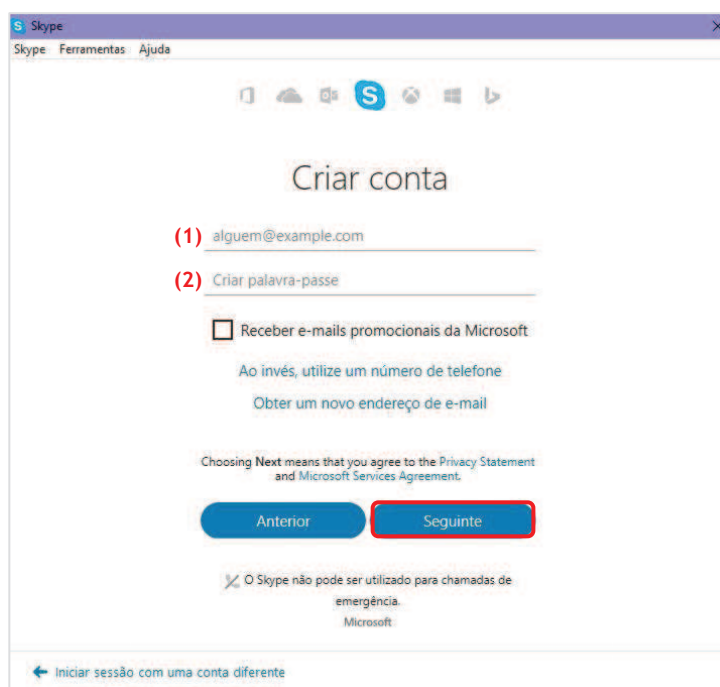 Skype
Skype Ferramentas Ajuda
Criar conta
(1) alguem@example.com
(2) Criar palavra-passe
Receber e-mails promocionais da Microsoft
Ao invés, utilize um número de telefone
Obter um novo endereço de e-mail
Choosing Next means that you agree to the Privacy Statement
and Microsoft Services Agreement.
Anterior Seguinte
O Skype não pode ser utilizado para chamadas de
emergência.
Microsoft
Iniciar sessão com uma conta diferente